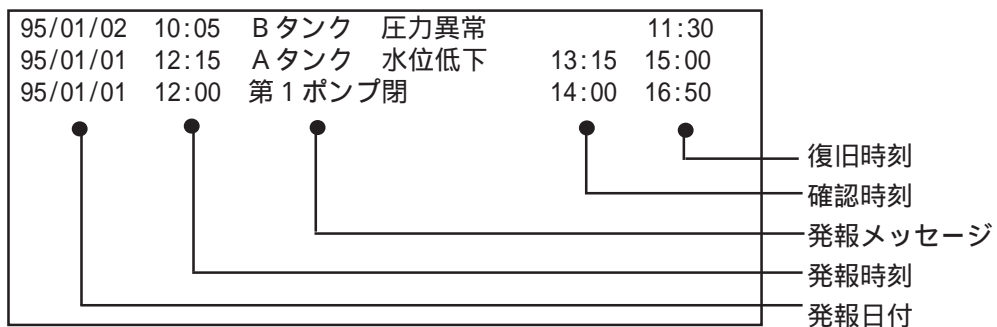 95/01/02 10:05 Bタンク 圧力異常 11:30
95/01/01 12:15 Aタンク 水位低下 13:15 15:00
95/01/01 12:00 第1ポンプ閉 14:00 16:50
復旧時刻
確認時刻
発報メッセージ
発報時刻
発報日付